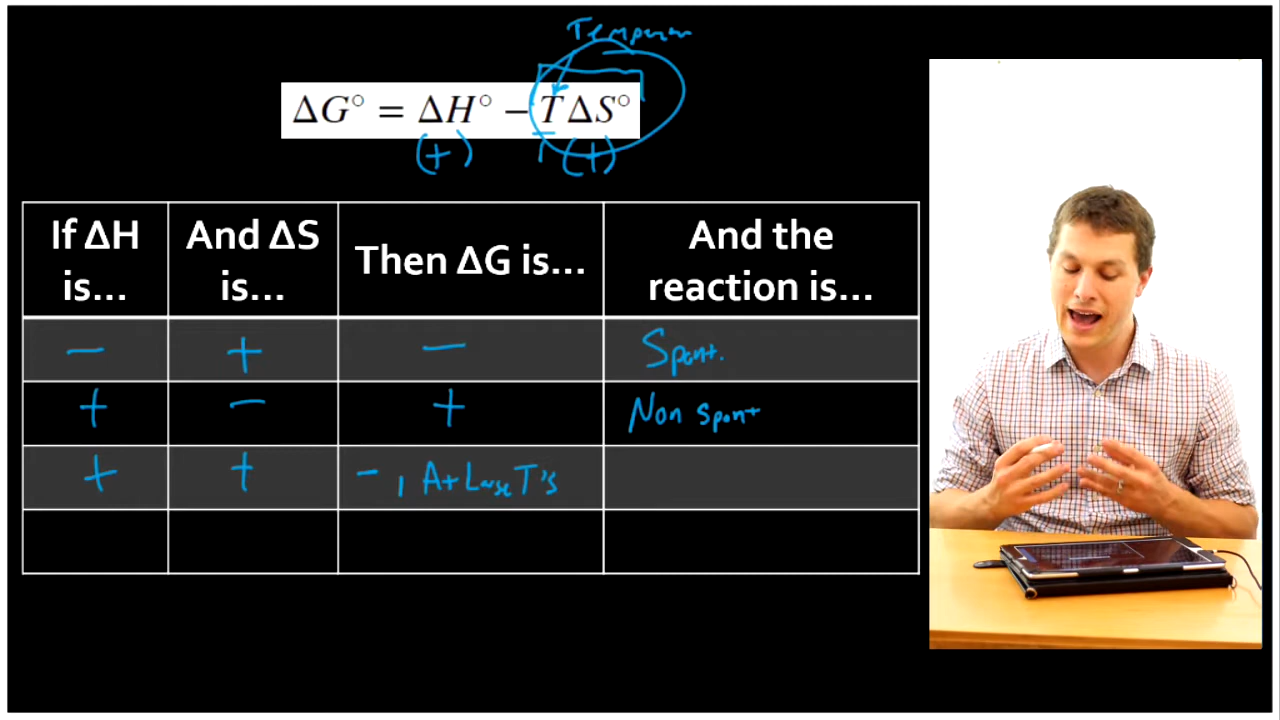 Temperar
ΔG° = ΔH° − TΔS°
(+) ↑ (+)
If ΔH is...
And ΔS is...
Then ΔG is...
And the reaction is...
− + − Spont.
+ − + Non spont
+ + −, At Large T's